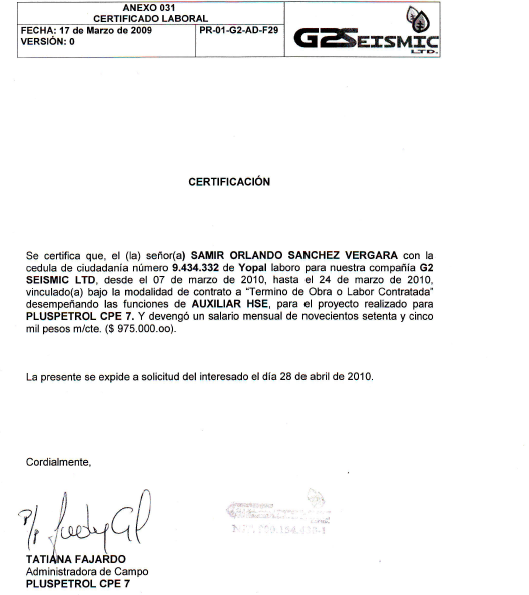 ANEXO 031
CERTIFICADO LABORAL
FECHA: 17 de Marzo de 2009
VERSIÓN: 0
PR-01-G2-AD-F29
G2SEISMIC
LTD.
CERTIFICACIÓN
Se certifica que, el (la) señor(a) SAMIR ORLANDO SANCHEZ VERGARA con la
cedula de ciudadanía número 9.434.332 de Yopal laboro para nuestra compañía G2
SEISMIC LTD, desde el 07 de marzo de 2010, hasta el 24 de marzo de 2010,
vinculado(a) bajo la modalidad de contrato a "Termino de Obra o Labor Contratada"
desempeñando las funciones de AUXILIAR HSE, para el proyecto realizado para
PLUSPETROL CPE 7. Y devengó un salario mensual de novecientos setenta y cinco
mil pesos m/cte. ($ 975.000.oo).
La presente se expide a solicitud del interesado el día 28 de abril de 2010.
Cordialmente,
P/P
TATIANA FAJARDO
Administradora de Campo
PLUSPETROL CPE 7